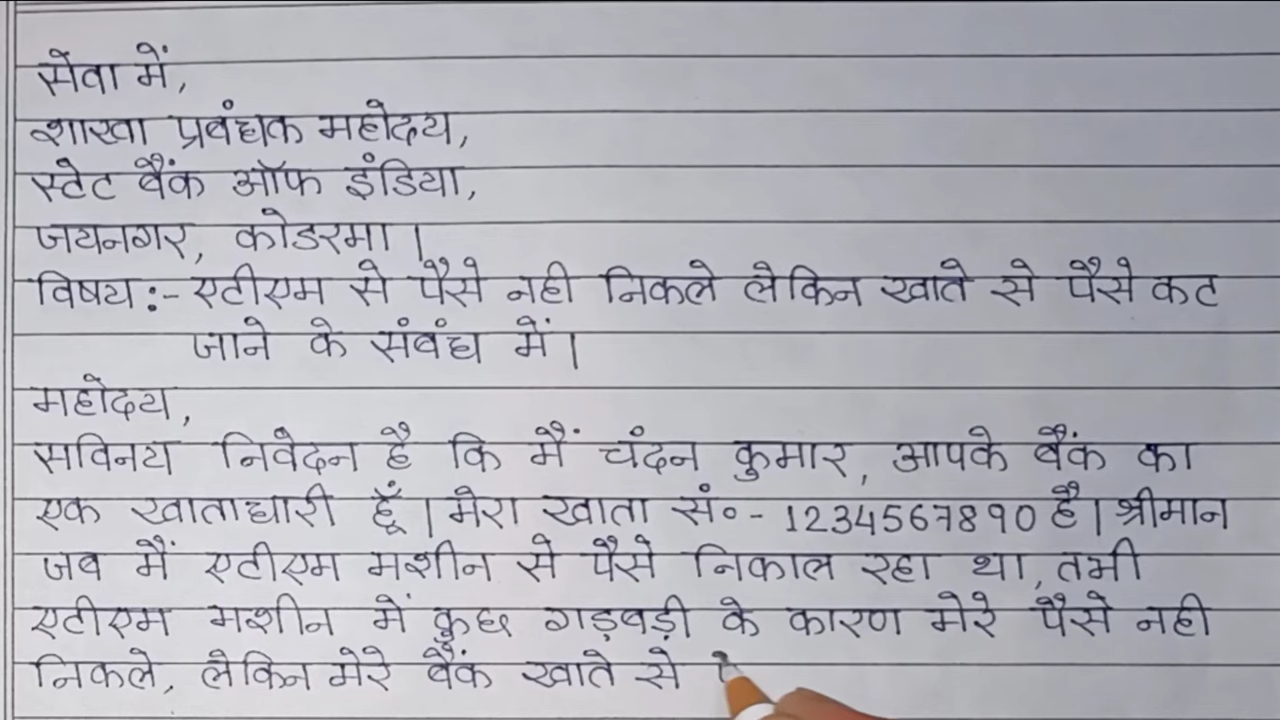 सेवा में,
शाखा प्रबंधक महोदय,
स्टेट बैंक ऑफ इंडिया,
जयनगर, कोडरमा।
विषय:- एटीएम से पैसे नही निकले लेकिन खाते से पैसे कट
जाने के संबंध में।
महोदय,
सविनय निवेदन है कि मैं चंदन कुमार, आपके बैंक का
एक खाताधारी हूँ। मेरा खाता सं०- 1234567890 है। श्रीमान
जब मैं एटीएम मशीन से पैसे निकाल रहा था, तभी
एटीएम मशीन में कुछ गड़बड़ी के कारण मेरे पैसे नही
निकले, लेकिन मेरे बैंक खाते से